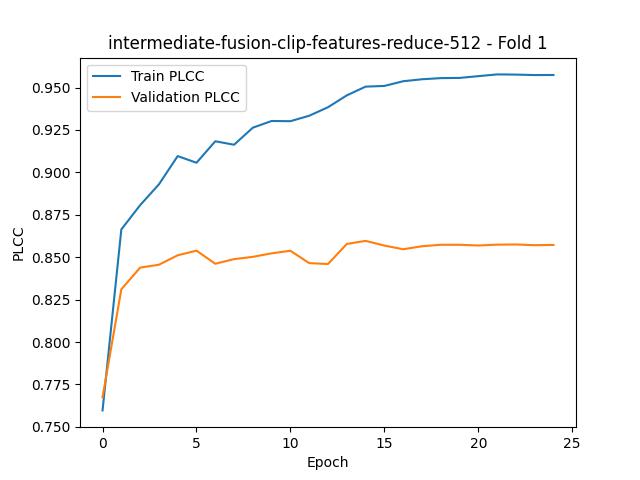 intermediate-fusion-clip-features-reduce-512 - Fold 1
Train PLCC
Validation PLCC
PLCC
0.950
0.925
0.900
0.875
0.850
0.825
0.800
0.775
0.750
0 5 10 15 20 25
Epoch